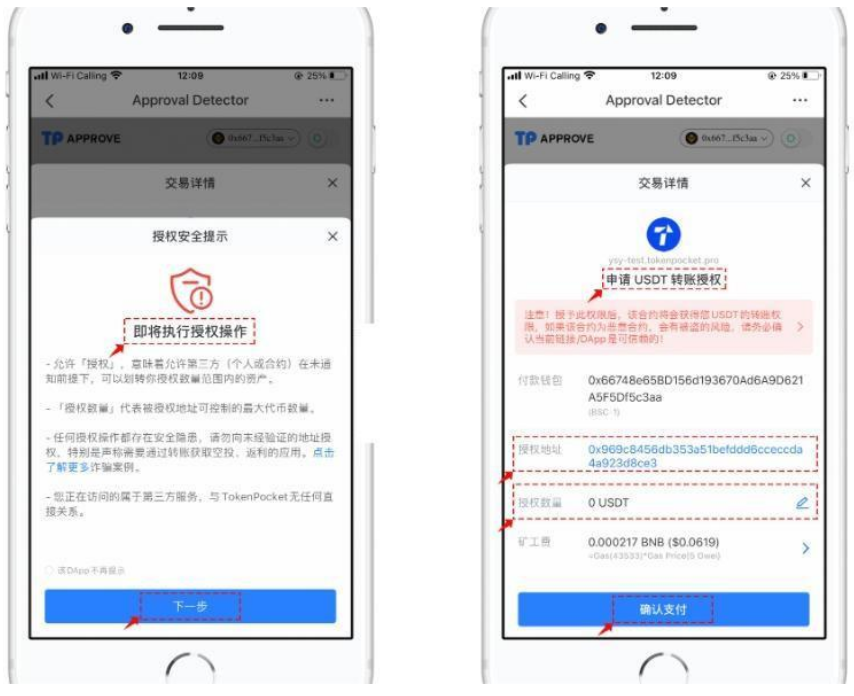 Wi-Fi Calling 12:09 25%
Approval Detector
TP APPROVE 0x667...f5c3aa
交易详情
授权安全提示
即将执行授权操作
- 允许「授权」，意味着允许第三方（个人或合约）在未通
知前提下，可以划转你授权数量范围内的资产。
- 「授权数量」代表被授权地址可控制的最大代币数量。
- 任何授权操作都存在安全隐患，请勿向未经验证的地址授
权，特别是声称需要通过转账获取空投、返利的应用。点击
了解更多诈骗案例。
- 您正在访问的属于第三方服务，与 TokenPocket 无任何直
接关系。
该DApp不再提示
下一步
Wi-Fi Calling 12:09 25%
Approval Detector
TP APPROVE 0x667...f5c3aa
交易详情
ysy-test.tokenpocket.pro
申请 USDT 转账授权
注意！授予此权限后，该合约将会获得您USDT的转账权
限，如果该合约为恶意合约，会有被盗的风险，请务必确
认当前链接/DApp是可信赖的！
付款钱包 0x66748e65BD156d193670Ad6A9D621
A5F5Df5c3aa
(BSC-1)
授权地址 0x969c8456db353a51befddd6cceccda
4a923d8ce3
授权数量 0 USDT
矿工费 0.000217 BNB ($0.0619)
=Gas(43533)*Gas Price(5 Gwei)
确认支付